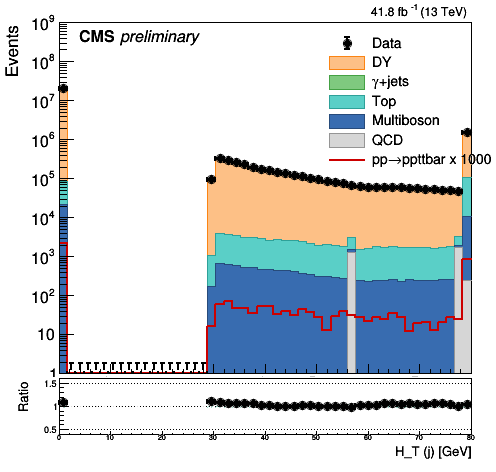 41.8 fb⁻¹ (13 TeV)
CMS preliminary
Events
10⁹
10⁸
10⁷
10⁶
10⁵
10⁴
10³
10²
10
1
Data
DY
γ+jets
Top
Multiboson
QCD
pp→ppttbar x 1000
Ratio
1.5
1.0
0.5
0 10 20 30 40 50 60 70 80
H_T (j) [GeV]